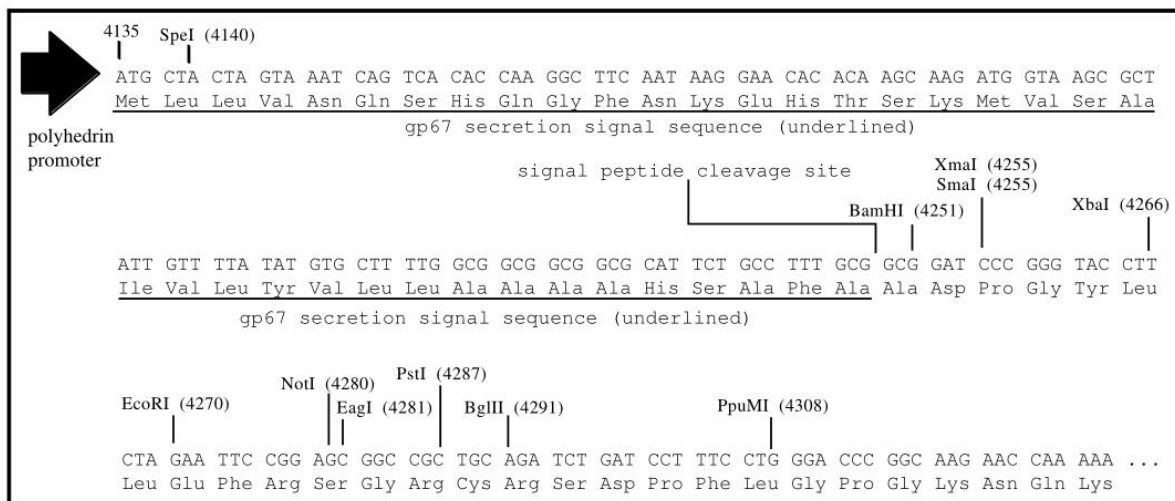 4135 SpeI (4140)
ATG CTA CTA GTA AAT CAG TCA CAC CAA GGC TTC AAT AAG GAA CAC ACA AGC AAG ATG GTA AGC GCT
Met Leu Leu Val Asn Gln Ser His Gln Gly Phe Asn Lys Glu His Thr Ser Lys Met Val Ser Ala
gp67 secretion signal sequence (underlined)
polyhedrin
promoter
signal peptide cleavage site
XmaI (4255)
SmaI (4255)
BamHI (4251)
XbaI (4266)
ATT GTT TTA TAT GTG CTT TTG GCG GCG GCG GCG CAT TCT GCC TTT GCG GCG GAT CCC GGG TAC CTT
Ile Val Leu Tyr Val Leu Leu Ala Ala Ala Ala His Ser Ala Phe Ala Ala Asp Pro Gly Tyr Leu
gp67 secretion signal sequence (underlined)
EcoRI (4270)
NotI (4280)
EagI (4281)
PstI (4287)
BglII (4291)
PpuMI (4308)
CTA GAA TTC CGG AGC GGC CGC TGC AGA TCT GAT CCT TTC CTG GGA CCC GGC AAG AAC CAA AAA ...
Leu Glu Phe Arg Ser Gly Arg Cys Arg Ser Asp Pro Phe Leu Gly Pro Gly Lys Asn Gln Lys